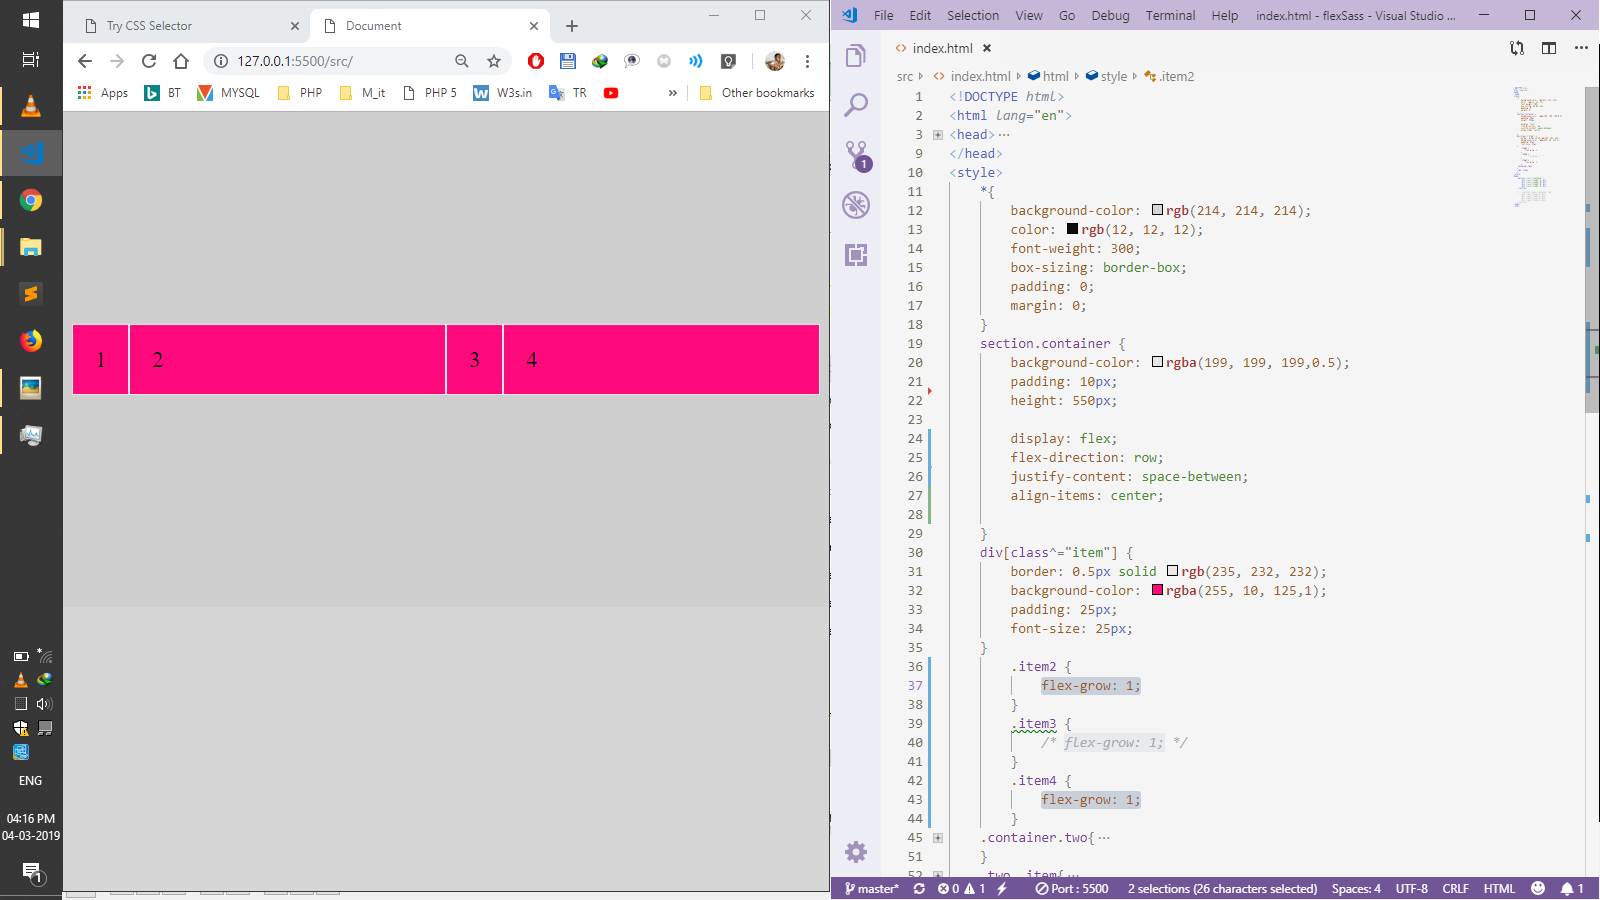 Try CSS Selector
Document
127.0.0.1:5500/src/
Apps
BT
MYSQL
PHP
M_it
PHP 5
W3s.in
TR
»
Other bookmarks
1
2
3
4
ENG
04:16 PM
04-03-2019
1
File Edit Selection View Go Debug Terminal Help
index.html - flexSass - Visual Studio ...
index.html
src index.html html style .item2
1
1 <!DOCTYPE html>
2 <html lang="en">
3 <head>...
9 </head>
10 <style>
11 *{
12 background-color: rgb(214, 214, 214);
13 color: rgb(12, 12, 12);
14 font-weight: 300;
15 box-sizing: border-box;
16 padding: 0;
17 margin: 0;
18 }
19 section.container {
20 background-color: rgba(199, 199, 199,0.5);
21 padding: 10px;
22 height: 550px;
23
24 display: flex;
25 flex-direction: row;
26 justify-content: space-between;
27 align-items: center;
28
29 }
30 div[class^="item"] {
31 border: 0.5px solid rgb(235, 232, 232);
32 background-color: rgba(255, 10, 125,1);
33 padding: 25px;
34 font-size: 25px;
35 }
36 .item2 {
37 flex-grow: 1;
38 }
39 .item3 {
40 /* flex-grow: 1; */
41 }
42 .item4 {
43 flex-grow: 1;
44 }
45 .container.two{...
51 }
52 .two .item{...
master* 0 1 Port : 5500 2 selections (26 characters selected) Spaces: 4 UTF-8 CRLF HTML 1